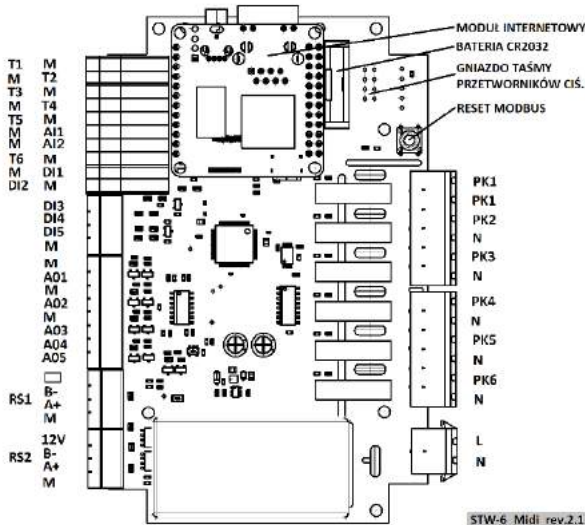 MODUŁ INTERNETOWY
BATERIA CR2032
GNIAZDO TAŚMY
PRZETWORNIKÓW CIŚ.
RESET MODBUS
T1 M
M T2
T3 M
M T4
T5 M
M AI1
M AI2
T6 M
M DI1
DI2 M
DI3
DI4
DI5
M
M
A01
M
A02
M
A03
A04
A05
RS1
B-
A+
M
RS2
12V
B-
A+
M
PK1
PK1
PK2
N
PK3
N
PK4
N
PK5
N
PK6
N
L
N
STW-6 Midi rev.2.1